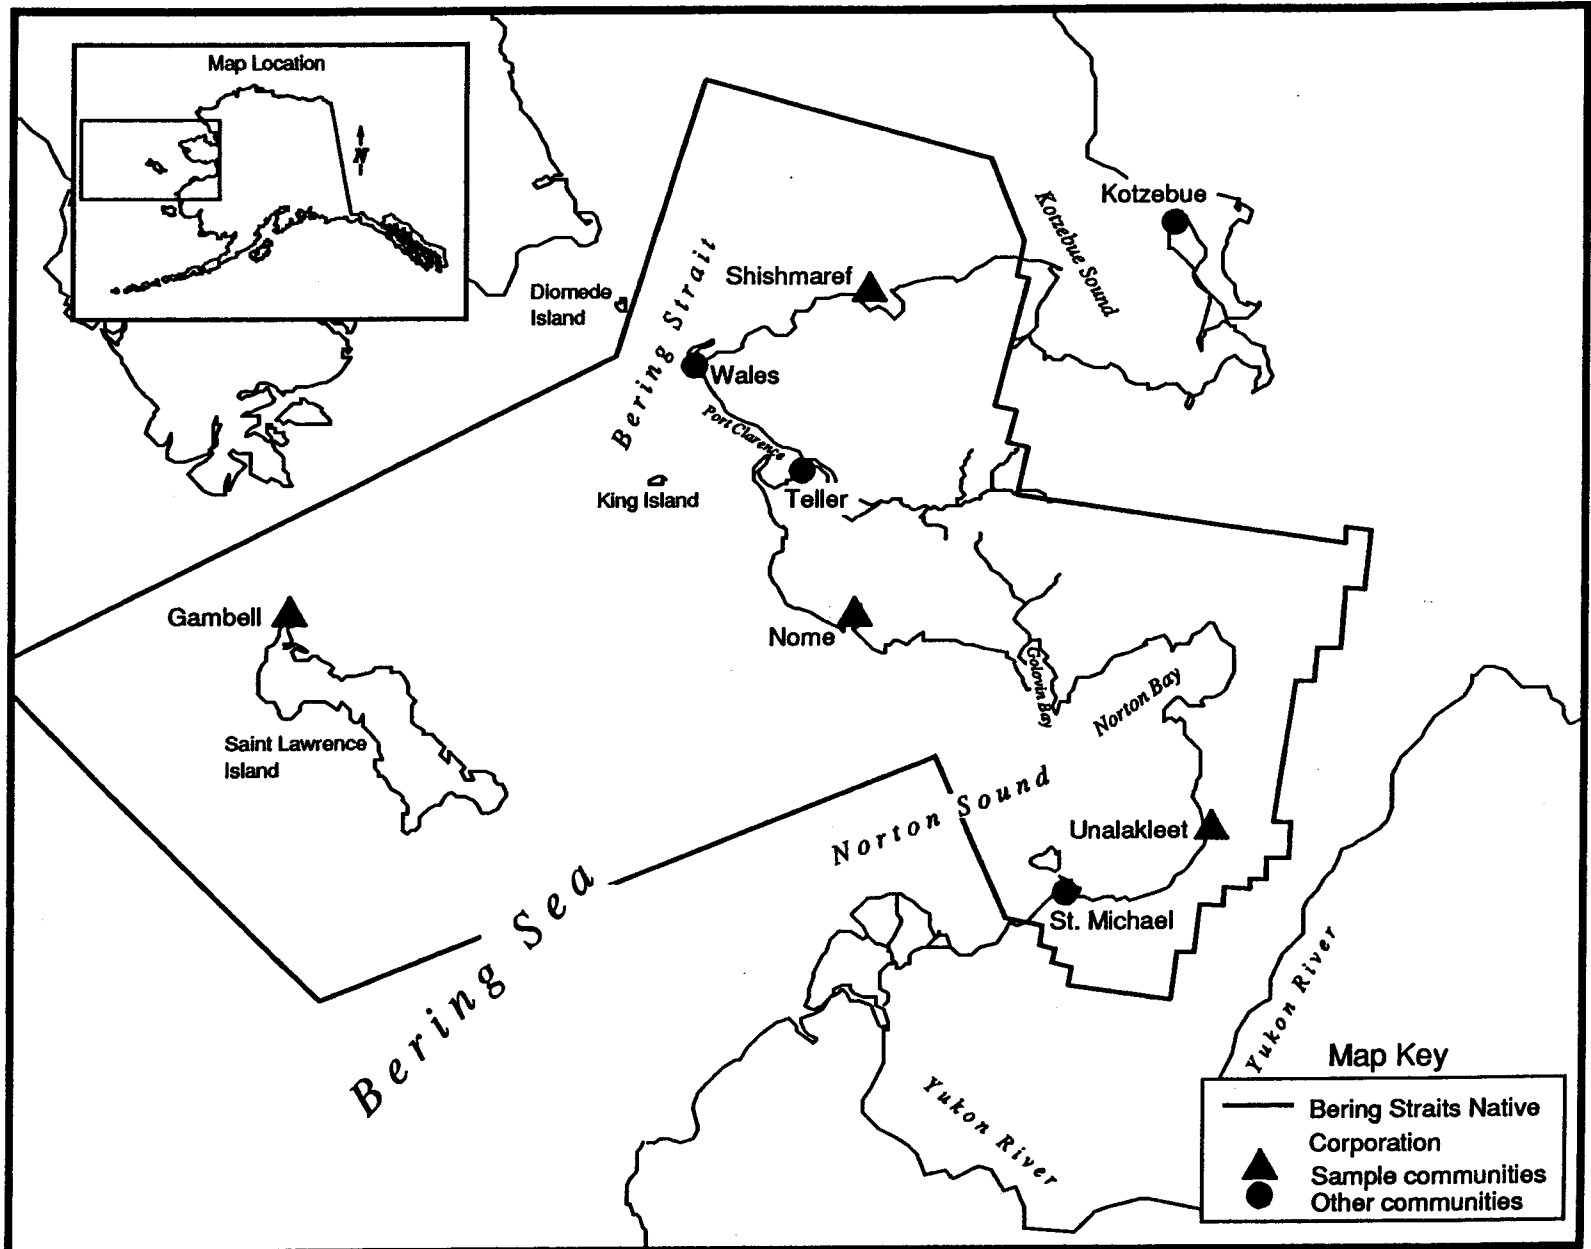 Map Location
N
Kotzebue
Kotzebue Sound
Shishmaref
Diomede
Island
Bering Strait
Wales
Port Clarence
King Island
Teller
Gambell
Nome
Golovin Bay
Norton Bay
Saint Lawrence
Island
Norton Sound
Unalakleet
Bering Sea
St. Michael
Yukon River
Yukon River
Map Key
Bering Straits Native
Corporation
Sample communities
Other communities